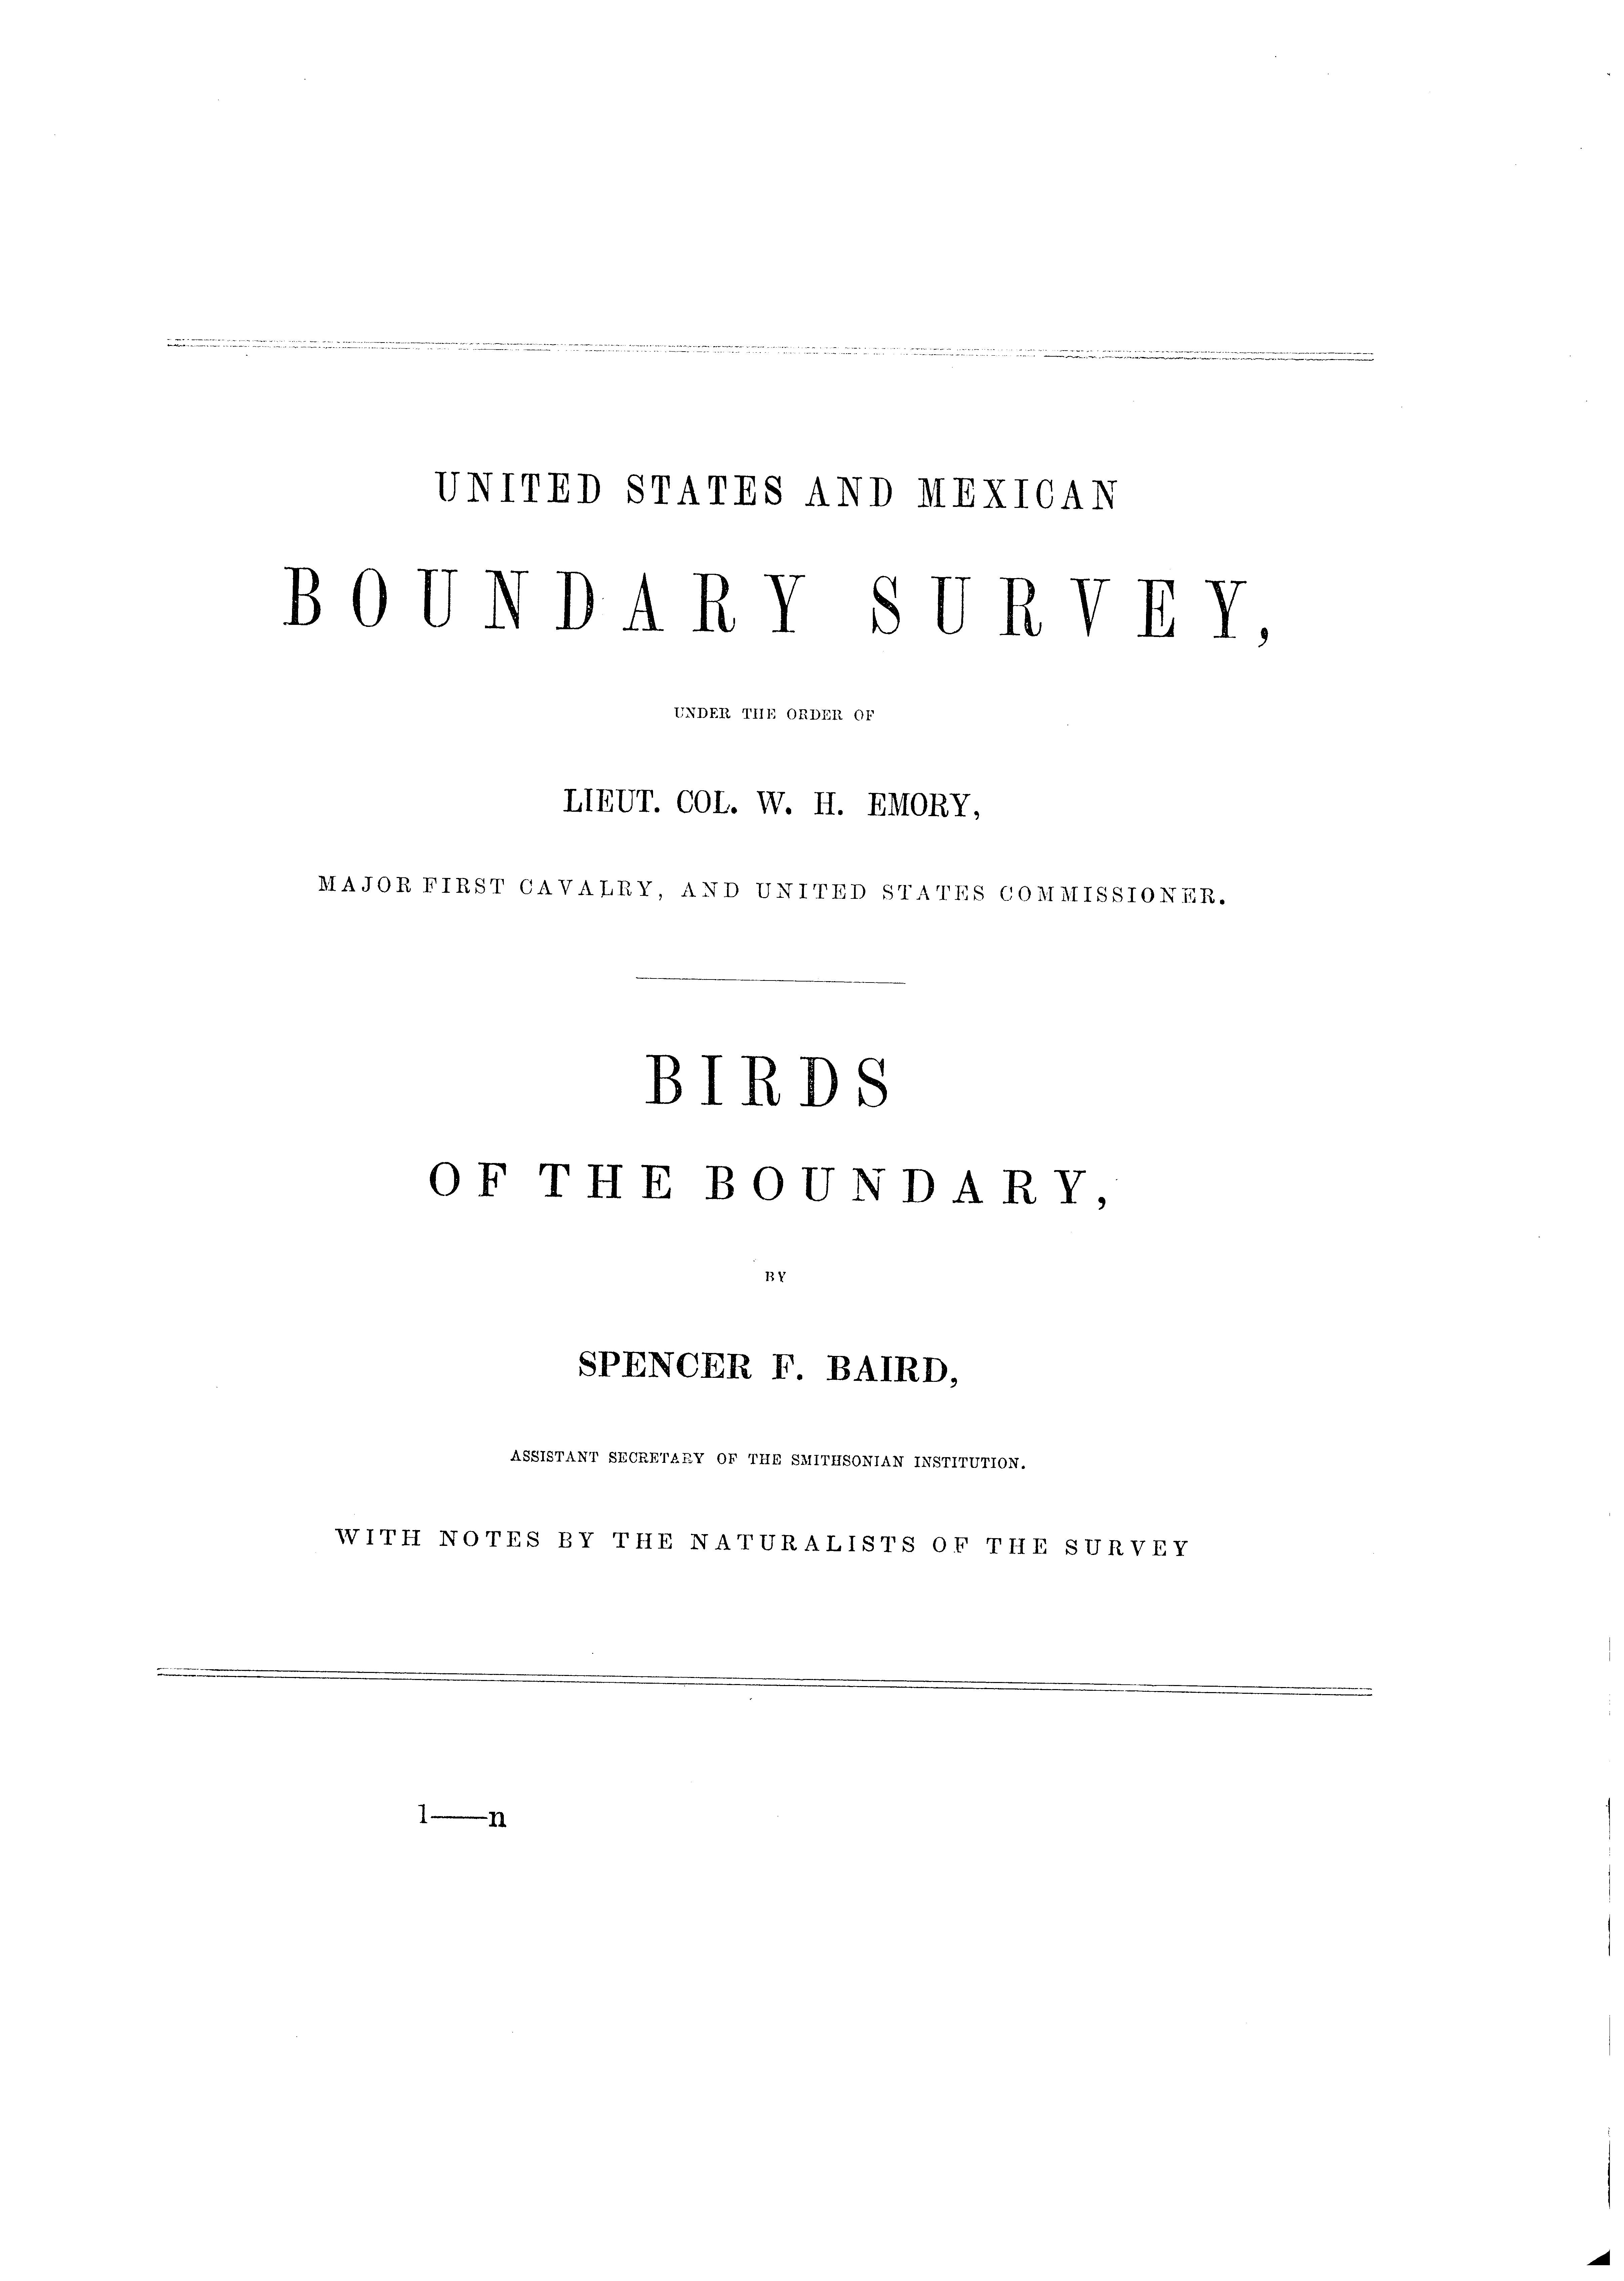 UNITED STATES AND MEXICAN
BOUNDARY SURVEY,
UNDER THE ORDER OF
LIEUT. COL. W. H. EMORY,
MAJOR FIRST CAVALRY, AND UNITED STATES COMMISSIONER.
BIRDS
OF THE BOUNDARY,
BY
SPENCER F. BAIRD,
ASSISTANT SECRETARY OF THE SMITHSONIAN INSTITUTION.
WITH NOTES BY THE NATURALISTS OF THE SURVEY
1——n